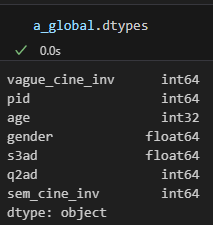 a_global.dtypes
✓ 0.0s
vague_cine_inv int64
pid int64
age int32
gender float64
s3ad float64
q2ad int64
sem_cine_inv int64
dtype: object